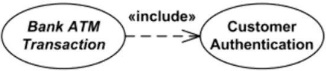 «include»
Bank ATM
Transaction
Customer
Authentication